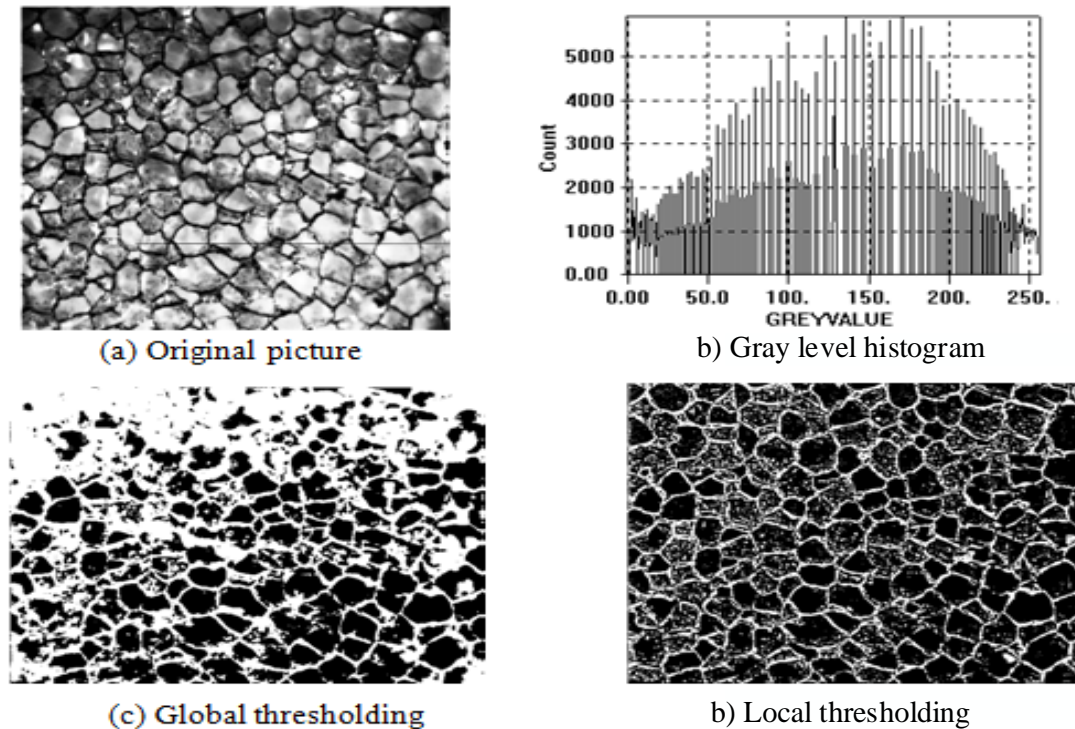 5000
4000
3000
2000
1000
0.00
Count
0.00 50.0 100. 150. 200. 250.
GREYVALUE
(a) Original picture
b) Gray level histogram
(c) Global thresholding
b) Local thresholding